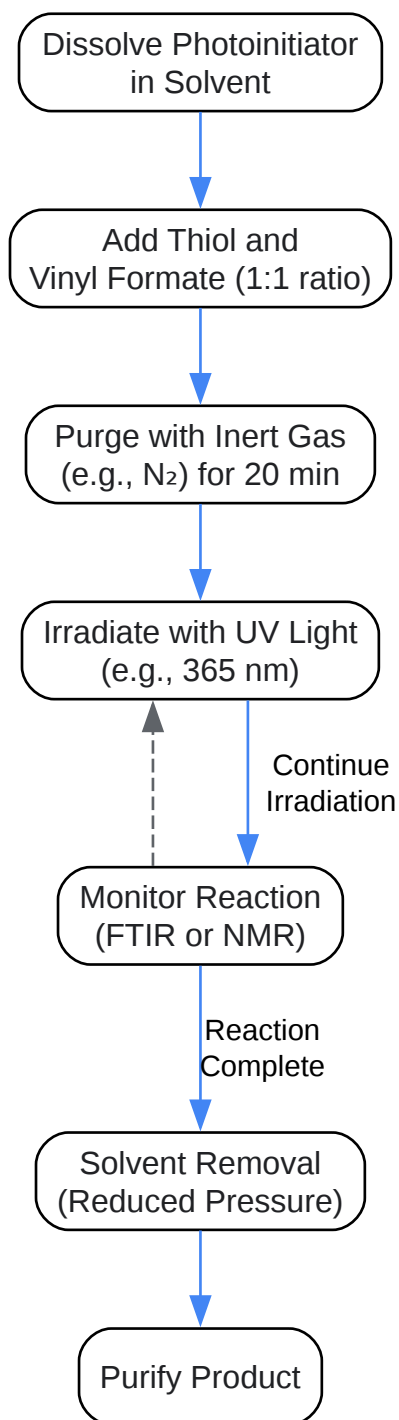 Dissolve Photoinitiator
in Solvent
Add Thiol and
Vinyl Formate (1:1 ratio)
Purge with Inert Gas
(e.g., N₂) for 20 min
Irradiate with UV Light
(e.g., 365 nm)
Continue
Irradiation
Monitor Reaction
(FTIR or NMR)
Reaction
Complete
Solvent Removal
(Reduced Pressure)
Purify Product